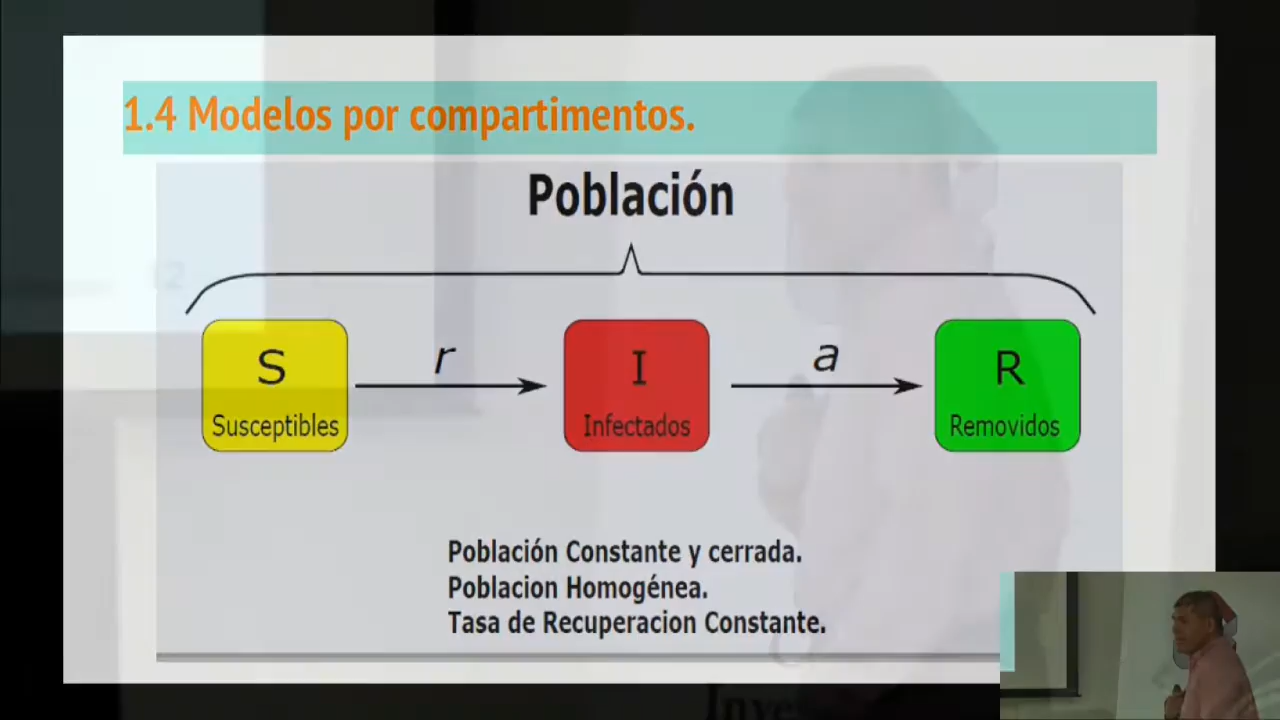 1.4 Modelos por compartimentos.
Población
S
r
I
a
R
Susceptibles
Infectados
Removidos
Población Constante y cerrada.
Poblacion Homogénea.
Tasa de Recuperacion Constante.